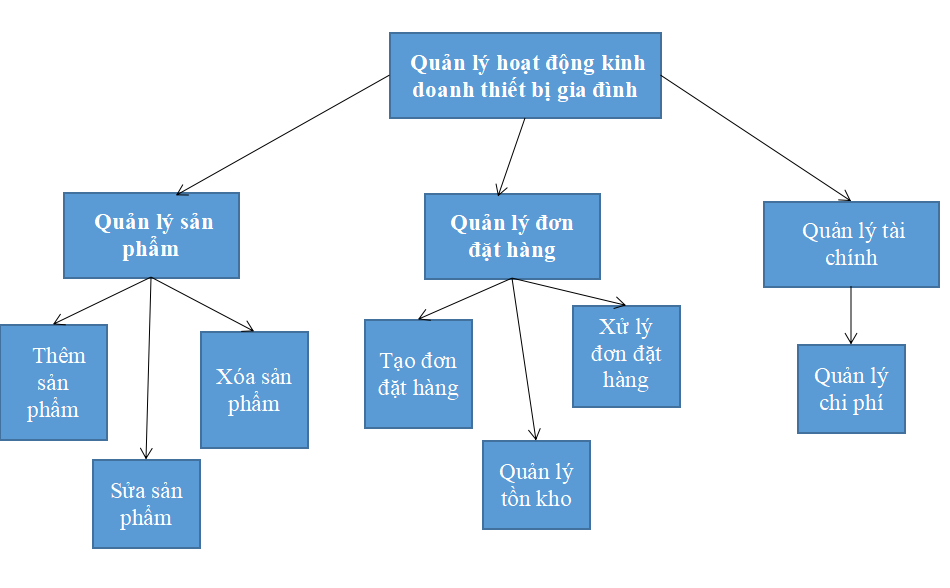 Quản lý hoạt động kinh
doanh thiết bị gia đình
Quản lý sản
phẩm
Quản lý đơn
đặt hàng
Quản lý tài
chính
Thêm
sản
phẩm
Xóa sản
phẩm
Tạo đơn
đặt hàng
Xử lý
đơn đặt
hàng
Quản lý
chi phí
Sửa sản
phẩm
Quản lý
tồn kho